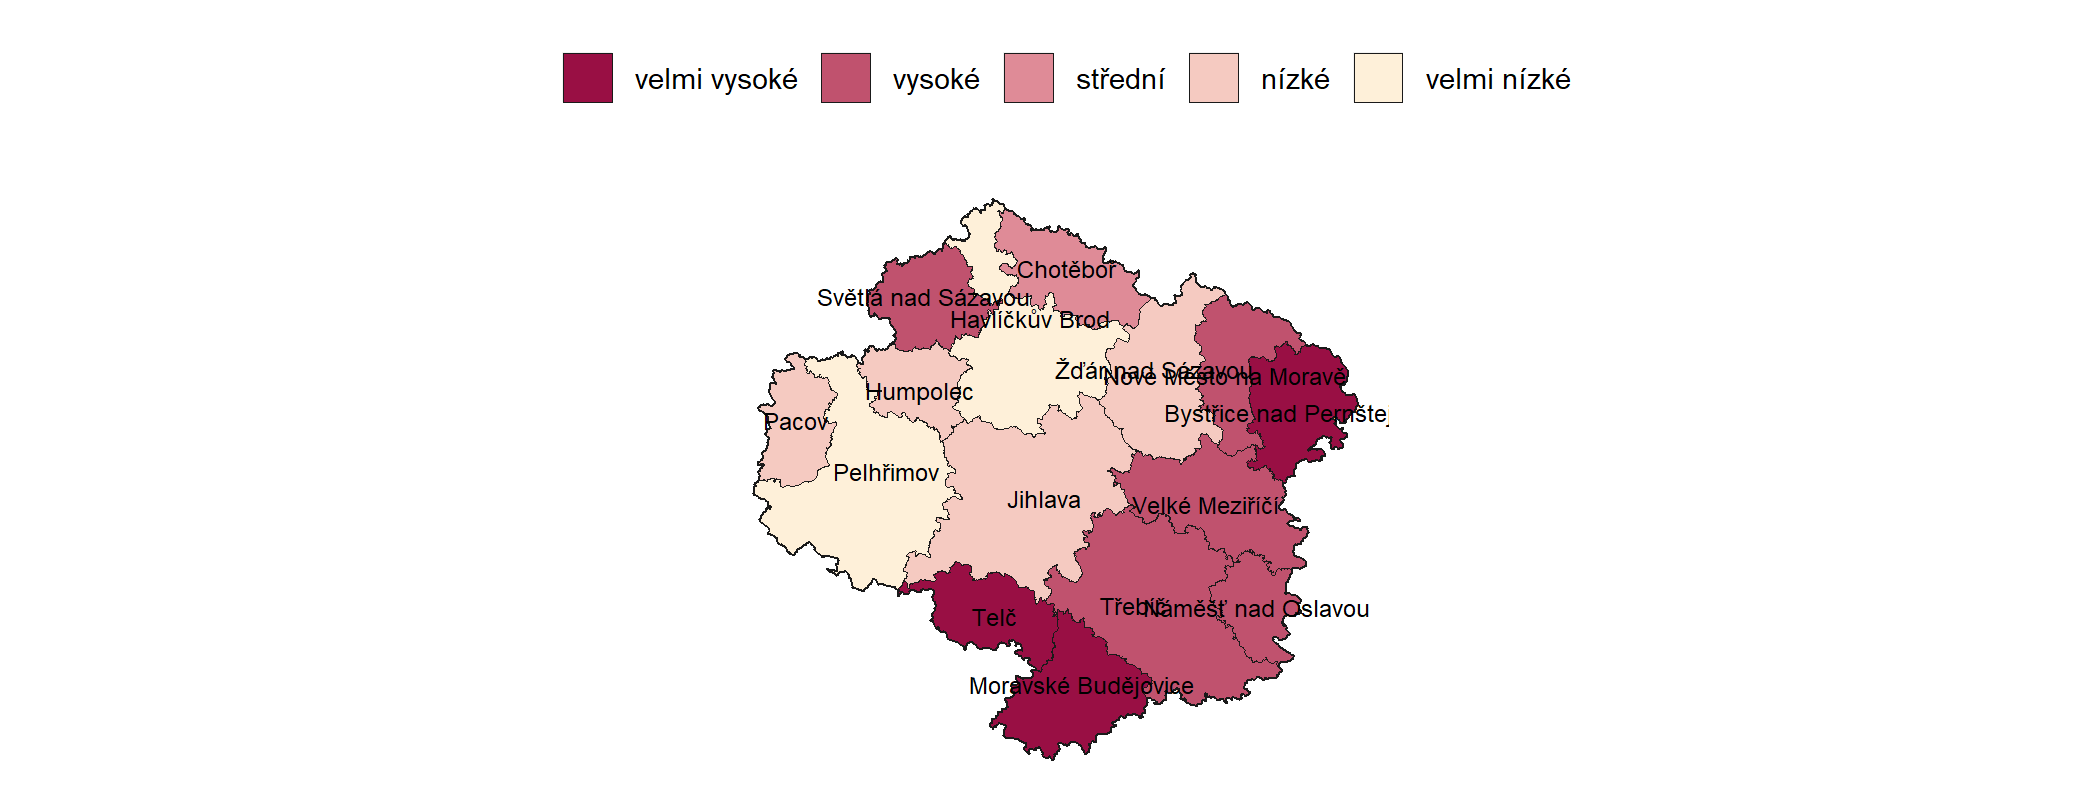 velmi vysoké vysoké střední nízké velmi nízké
Chotěboř
Světlá nad Sázavou
Havlíčkův Brod
Žďár nad Sázavou
Nové Město na Moravě
Humpolec
Bystřice nad Pernštej
Pacov
Pelhřimov
Jihlava
Velké Meziříčí
Třebíč
Náměšť nad Oslavou
Telč
Moravské Budějovice